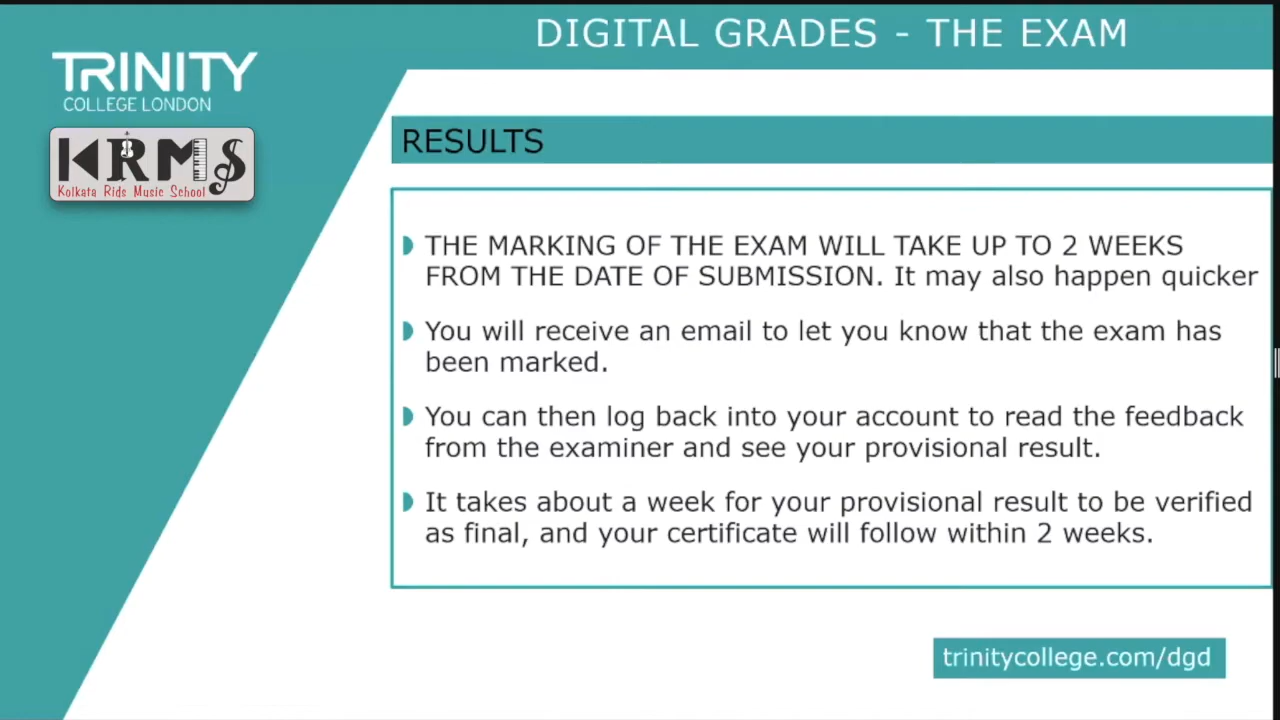 DIGITAL GRADES - THE EXAM
TRINITY
COLLEGE LONDON
KRMS
Kolkata Rids Music School
RESULTS
THE MARKING OF THE EXAM WILL TAKE UP TO 2 WEEKS
FROM THE DATE OF SUBMISSION. It may also happen quicker
You will receive an email to let you know that the exam has
been marked.
You can then log back into your account to read the feedback
from the examiner and see your provisional result.
It takes about a week for your provisional result to be verified
as final, and your certificate will follow within 2 weeks.
trinitycollege.com/dgd